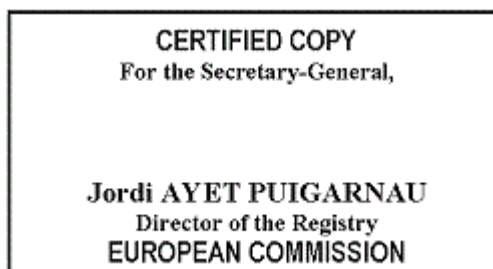 CERTIFIED COPY
For the Secretary-General,
Jordi AYET PUIGARNAU
Director of the Registry
EUROPEAN COMMISSION